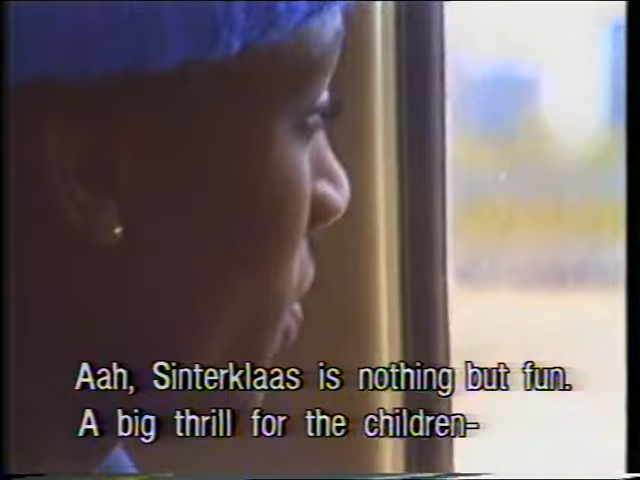 Aah, Sinterklaas is nothing but fun.
A big thrill for the children-